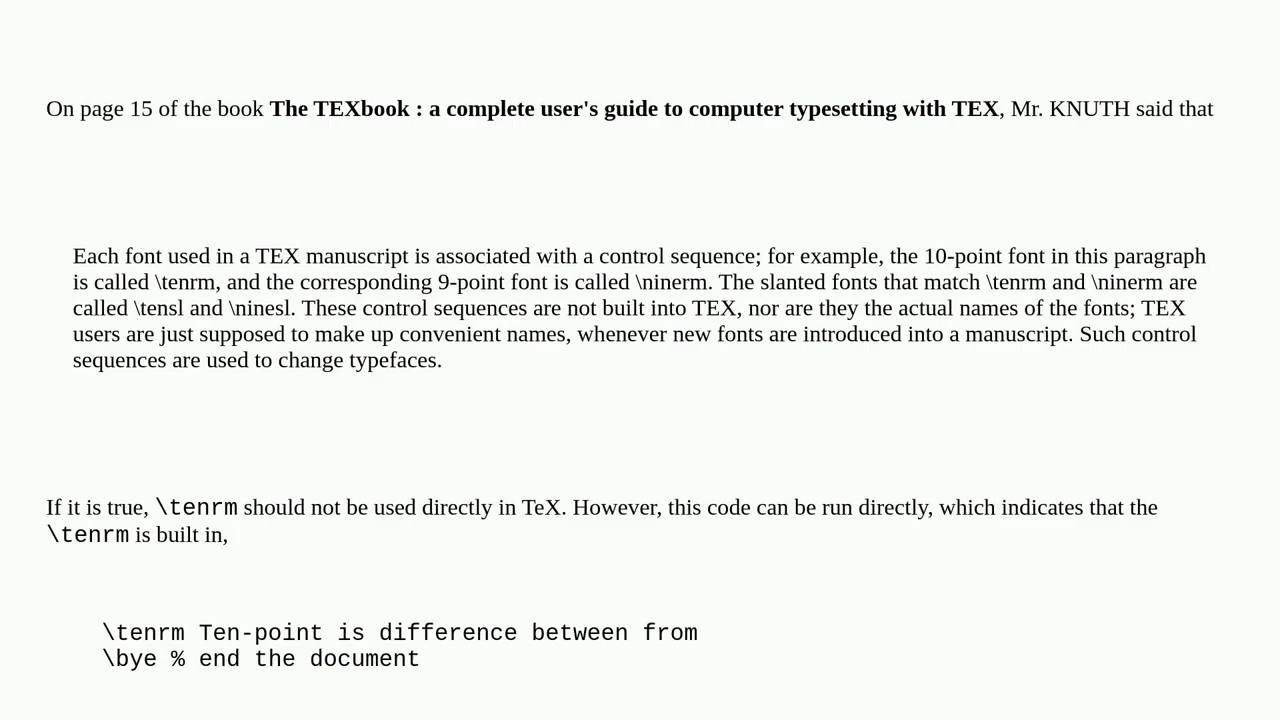 On page 15 of the book The TEXbook : a complete user's guide to computer typesetting with TEX, Mr. KNUTH said that
Each font used in a TEX manuscript is associated with a control sequence; for example, the 10-point font in this paragraph
is called \tenrm, and the corresponding 9-point font is called \ninerm. The slanted fonts that match \tenrm and \ninerm are
called \tensl and \ninesl. These control sequences are not built into TEX, nor are they the actual names of the fonts; TEX
users are just supposed to make up convenient names, whenever new fonts are introduced into a manuscript. Such control
sequences are used to change typefaces.
If it is true, \tenrm should not be used directly in TeX. However, this code can be run directly, which indicates that the
\tenrm is built in,
\tenrm Ten-point is difference between from
\bye % end the document